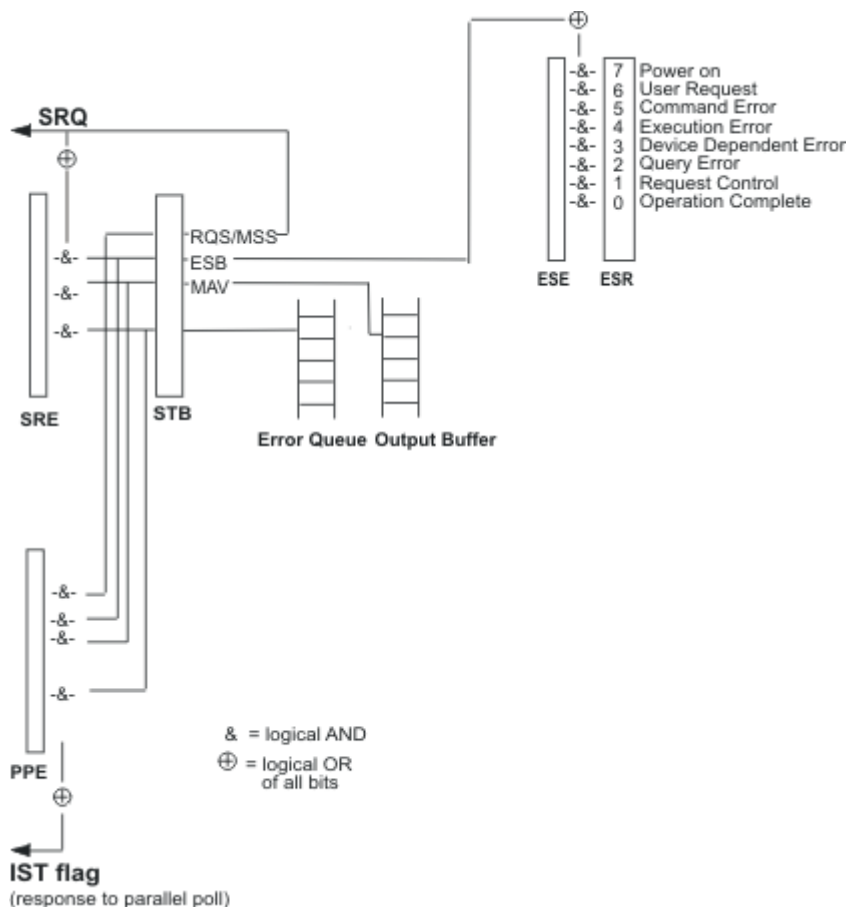 -&- 7 Power on
-&- 6 User Request
-&- 5 Command Error
-&- 4 Execution Error
-&- 3 Device Dependent Error
-&- 2 Query Error
-&- 1 Request Control
-&- 0 Operation Complete
ESE ESR
SRQ
RQS/MSS
-&- ESB
-&- MAV
-&-
SRE STB
Error Queue Output Buffer
-&-
-&-
-&-
-&-
PPE
& = logical AND
⊕ = logical OR
of all bits
IST flag
(response to parallel poll)